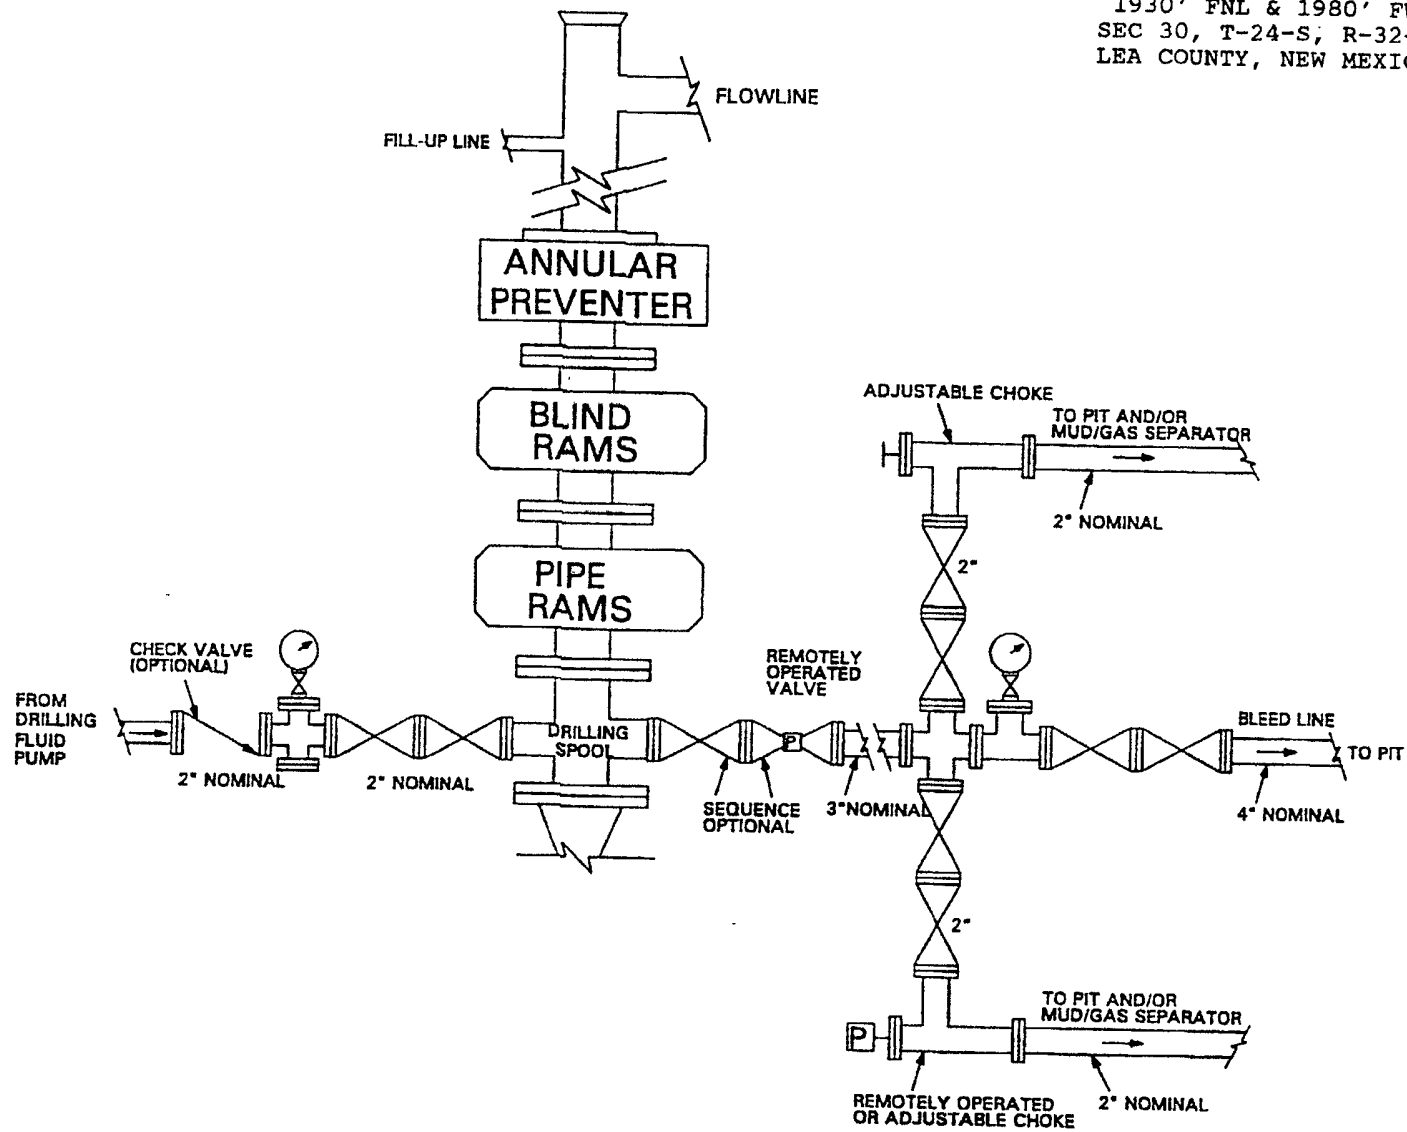 1930' FNL & 1980'
SEC 30, T-24-S, R-32-
LEA COUNTY, NEW
FLOWLINE
FILL-UP LINE
ANNULAR
PREVENTER
BLIND
RAMS
PIPE
RAMS
ADJUSTABLE CHOKE
TO PIT AND/OR
MUD/GAS SEPARATOR
2" NOMINAL
2"
CHECK VALVE
(OPTIONAL)
FROM
DRILLING
FLUID
PUMP
2" NOMINAL
2" NOMINAL
DRILLING
SPOOL
REMOTELY
OPERATED
VALVE
P
SEQUENCE
OPTIONAL
3"NOMINAL
BLEED LINE
TO PIT
4" NOMINAL
2"
TO PIT AND/OR
MUD/GAS SEPARATOR
P
REMOTELY OPERATED
OR ADJUSTABLE CHOKE
2" NOMINAL